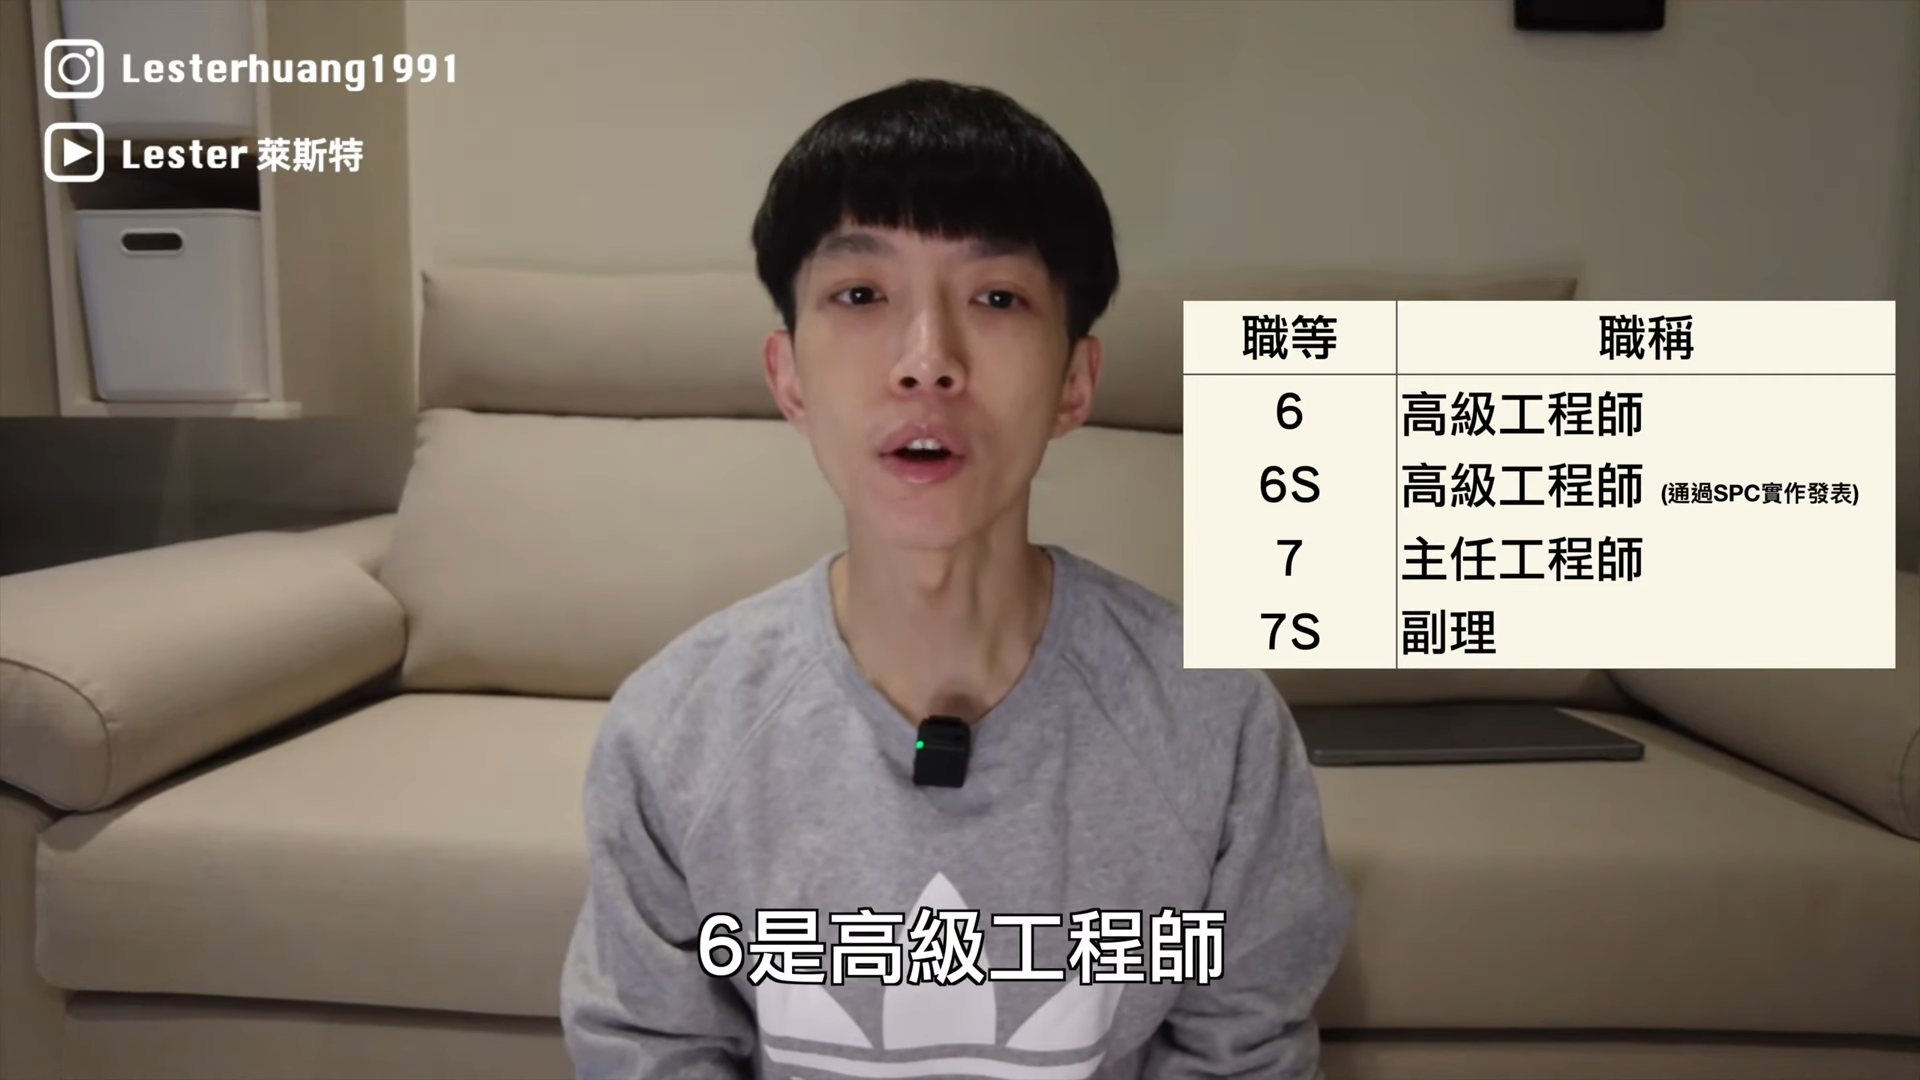 Lesterhuang1991
Lester 萊斯特
職等 職稱
6 高級工程師
6S 高級工程師 (通過SPC實作發表)
7 主任工程師
7S 副理
6是高級工程師